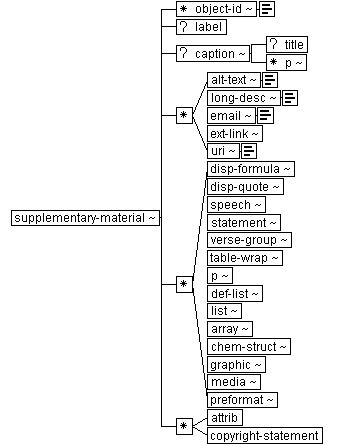 * object-id ~
? label
? caption ~
? title
* p ~
*
alt-text ~
long-desc ~
email ~
ext-link ~
uri ~
supplementary-material ~
*
disp-formula ~
disp-quote ~
speech ~
statement ~
verse-group ~
table-wrap ~
p ~
def-list ~
list ~
array ~
chem-struct ~
graphic ~
media ~
preformat ~
*
attrib
copyright-statement